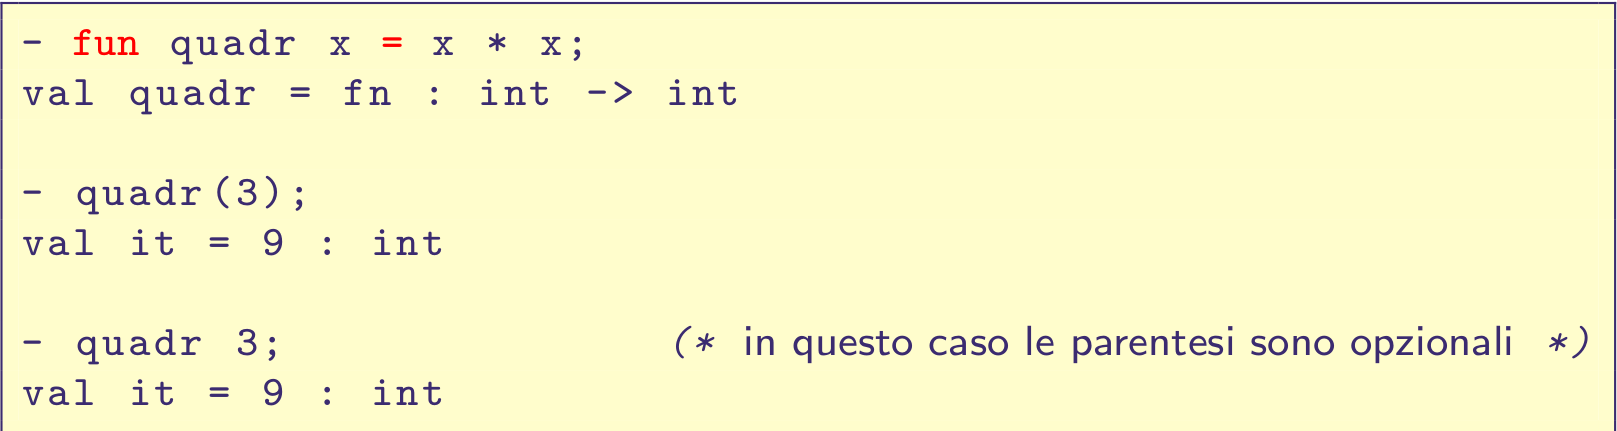 - fun quadr x = x * x;
val quadr = fn : int -> int
- quadr(3);
val it = 9 : int
- quadr 3; (* in questo caso le parentesi sono opzionali *)
val it = 9 : int